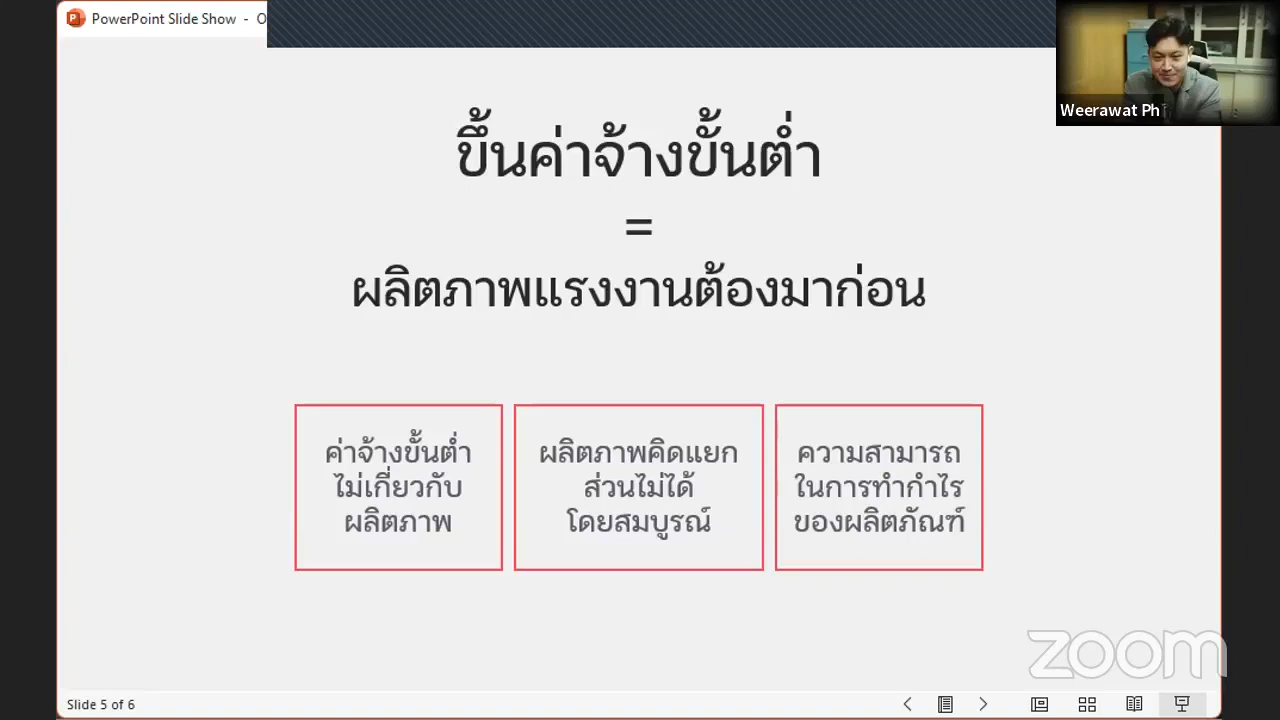 PowerPoint Slide Show - O
Weerawat Ph
ขึ้นค่าจ้างขั้นต่ำ
=
ผลิตภาพแรงงานต้องมาก่อน
ค่าจ้างขั้นต่ำ
ไม่เกี่ยวกับ
ผลิตภาพ
ผลิตภาพคิดแยก
ส่วนไม่ได้
โดยสมบูรณ์
ความสามารถ
ในการทำกำไร
ของผลิตภัณฑ์
zoom
Slide 5 of 6